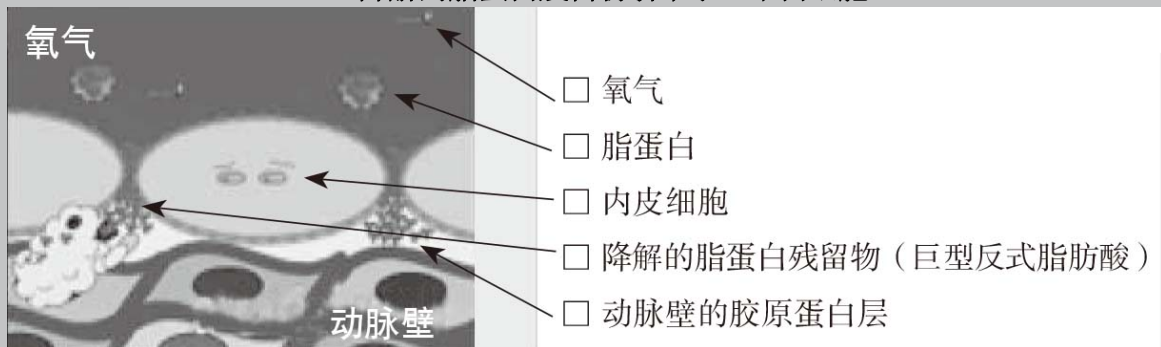 氧气
□ 氧气
□ 脂蛋白
□ 内皮细胞
□ 降解的脂蛋白残留物（巨型反式脂肪酸）
□ 动脉壁的胶原蛋白层
动脉壁